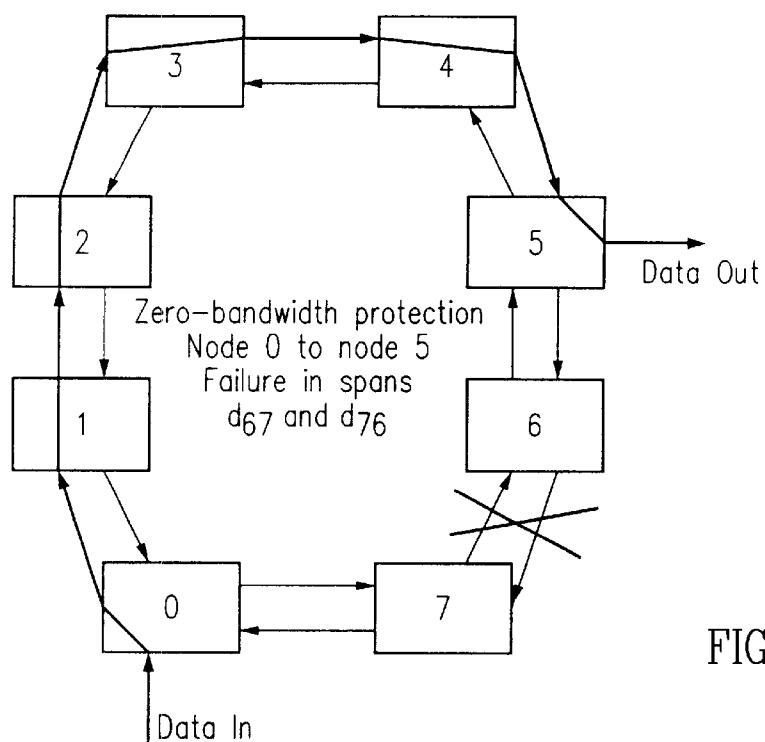 3
4
2
5
Data Out
Zero-bandwidth protection
Node 0 to node 5
Failure in spans
d67 and d76
1
6
0
7
FIG
Data In